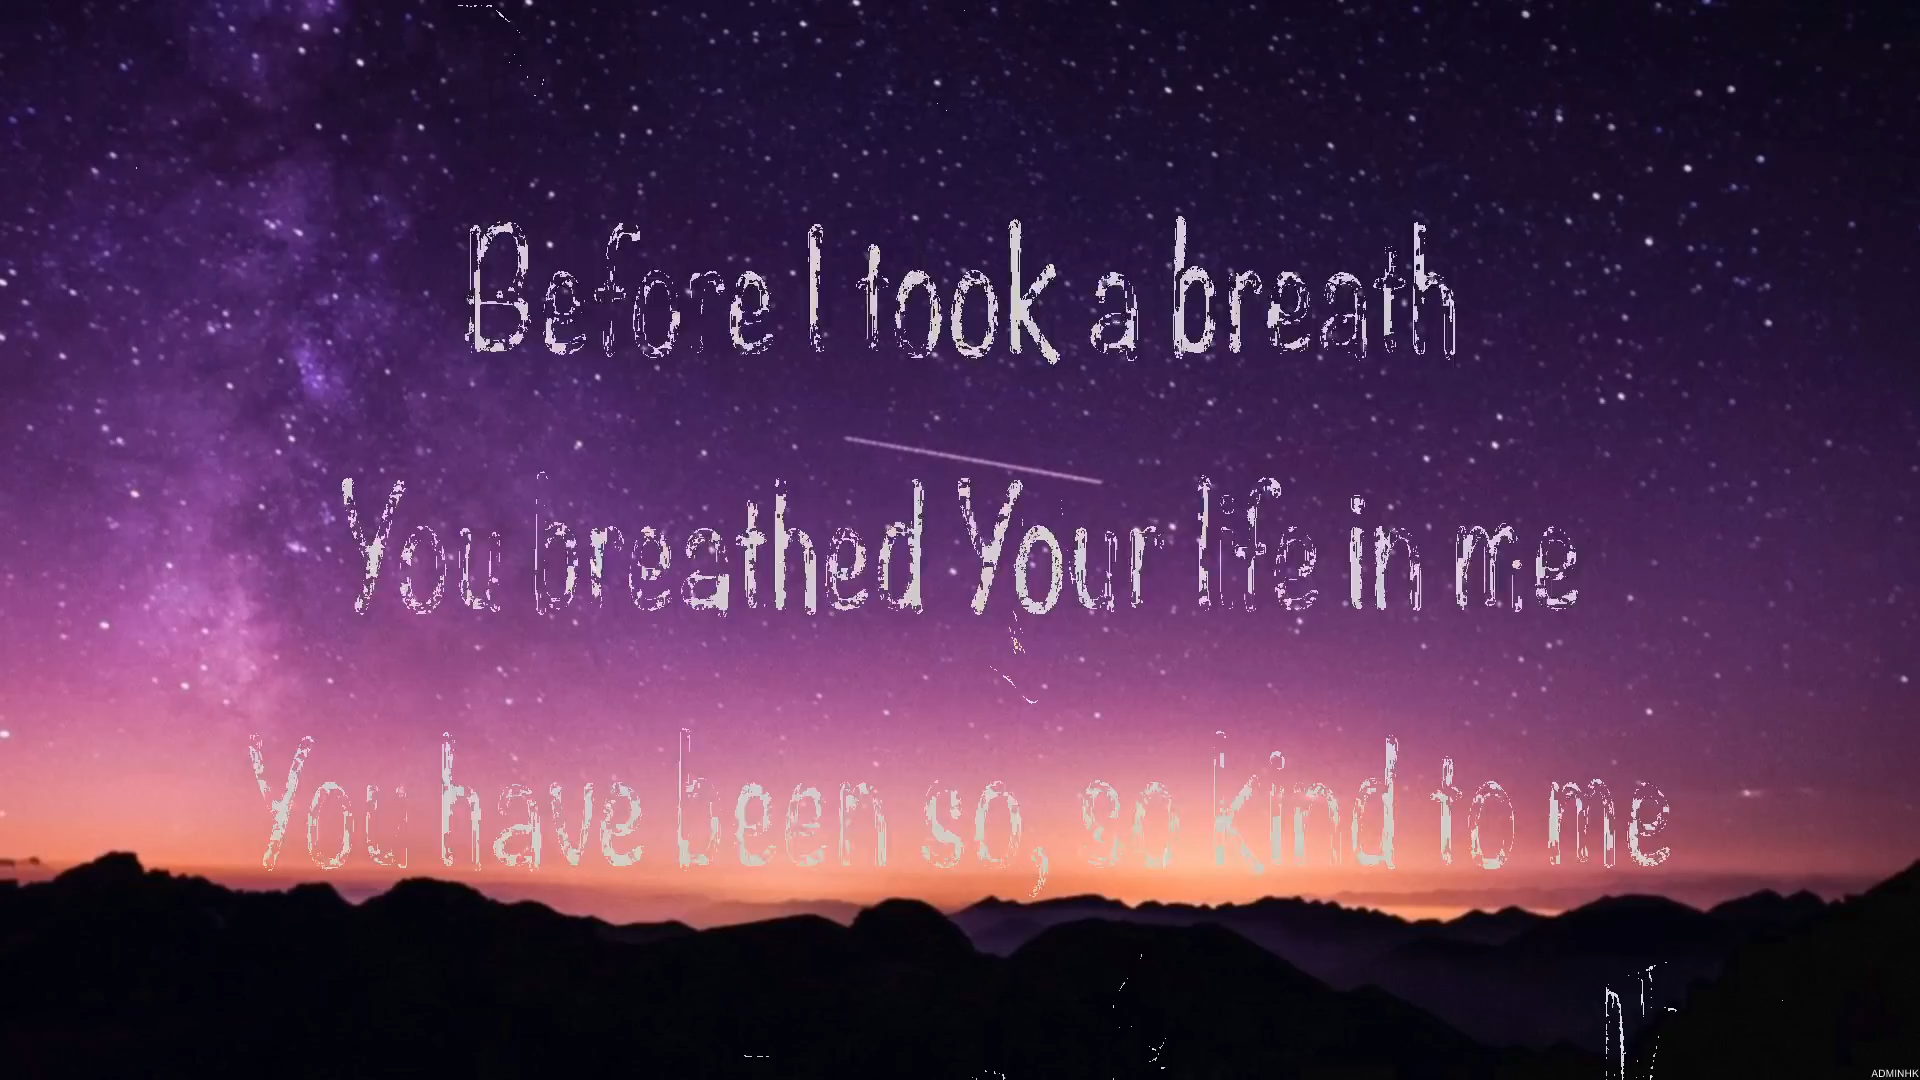 Before I took a breath
You breathed Your life in me
You have been so, so kind to me
ADMINHK